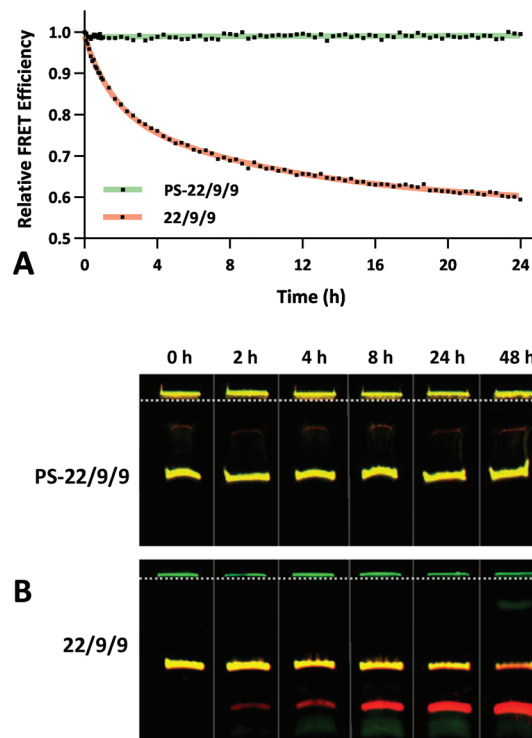 1.0
0.9
0.8
0.7
0.6
0.5
Relative FRET Efficiency
PS-22/9/9
22/9/9
0 4 8 12 16 20 24
Time (h)
A
0 h 2 h 4 h 8 h 24 h 48 h
PS-22/9/9
B
22/9/9